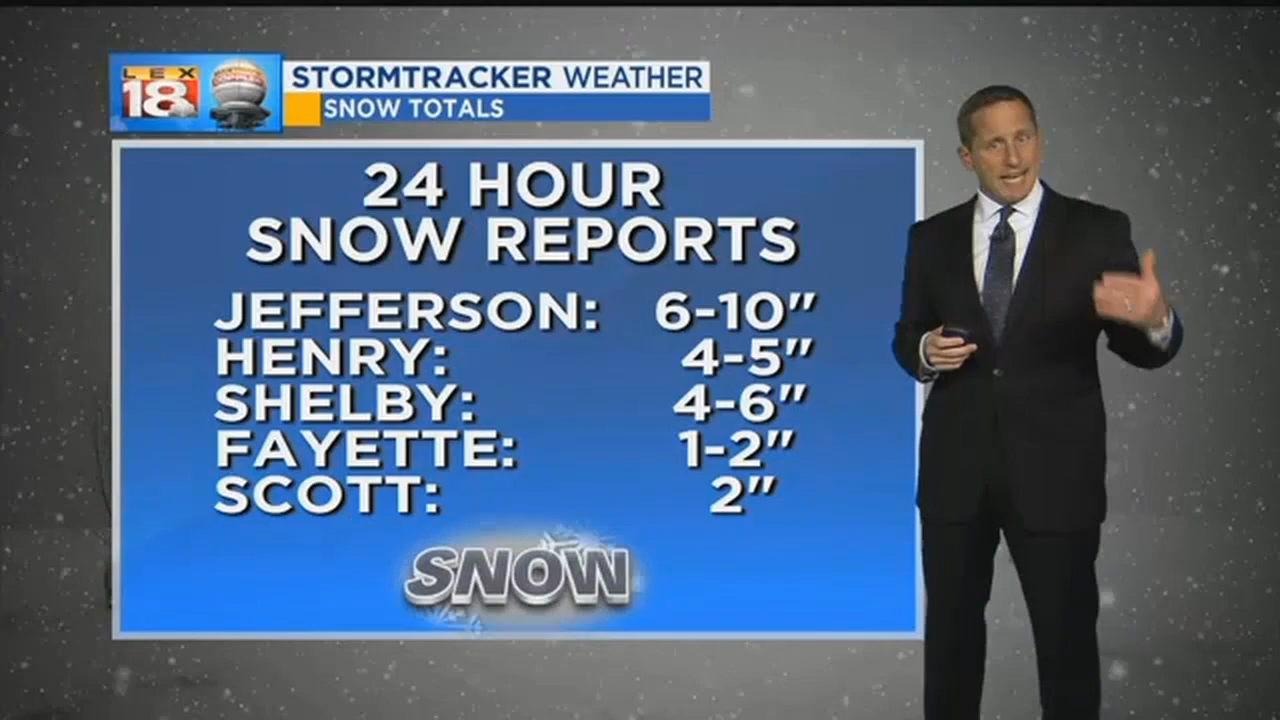 LEX
18
STORMTRACKER WEATHER
SNOW TOTALS
24 HOUR
SNOW REPORTS
JEFFERSON: 6-10"
HENRY: 4-5"
SHELBY: 4-6"
FAYETTE: 1-2"
SCOTT: 2"
SNOW